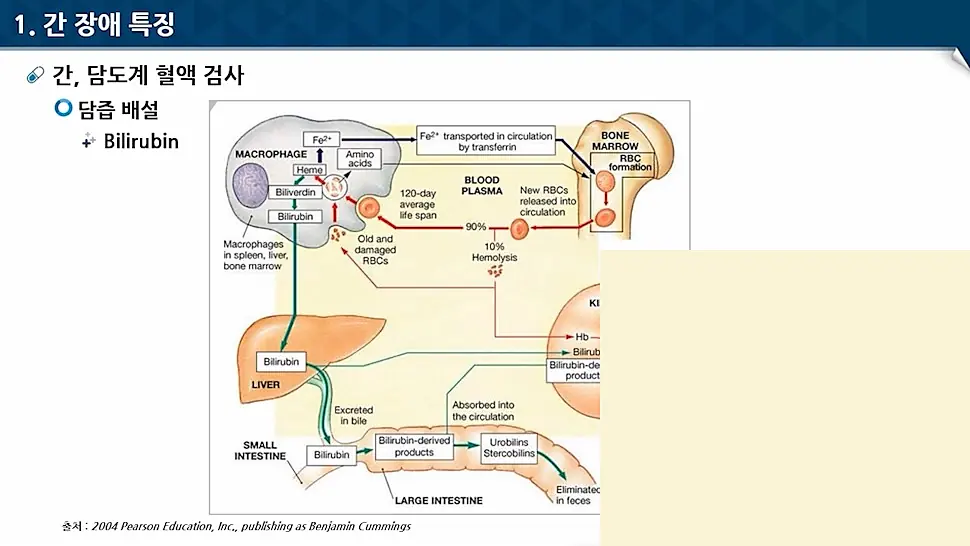 1. 간 장애 특징
간, 담도계 혈액 검사
담즙 배설
Bilirubin
Fe²⁺
Fe²⁺ transported in circulation
by transferrin
BONE
MARROW
RBC
formation
MACROPHAGE
Amino
acids
Heme
Biliverdin
Bilirubin
BLOOD
PLASMA
120-day
average
life span
New RBCs
released into
circulation
90%
10%
Hemolysis
Old and
damaged
RBCs
Macrophages
in spleen, liver,
bone marrow
Hb
Bilirubin
LIVER
Excreted
in bile
Absorbed into
the circulation
SMALL
INTESTINE
Bilirubin
Bilirubin-derived
products
Urobilins
Stercobilins
Eliminated
in feces
LARGE INTESTINE
출처 : 2004 Pearson Education, Inc., publishing as Benjamin Cummings